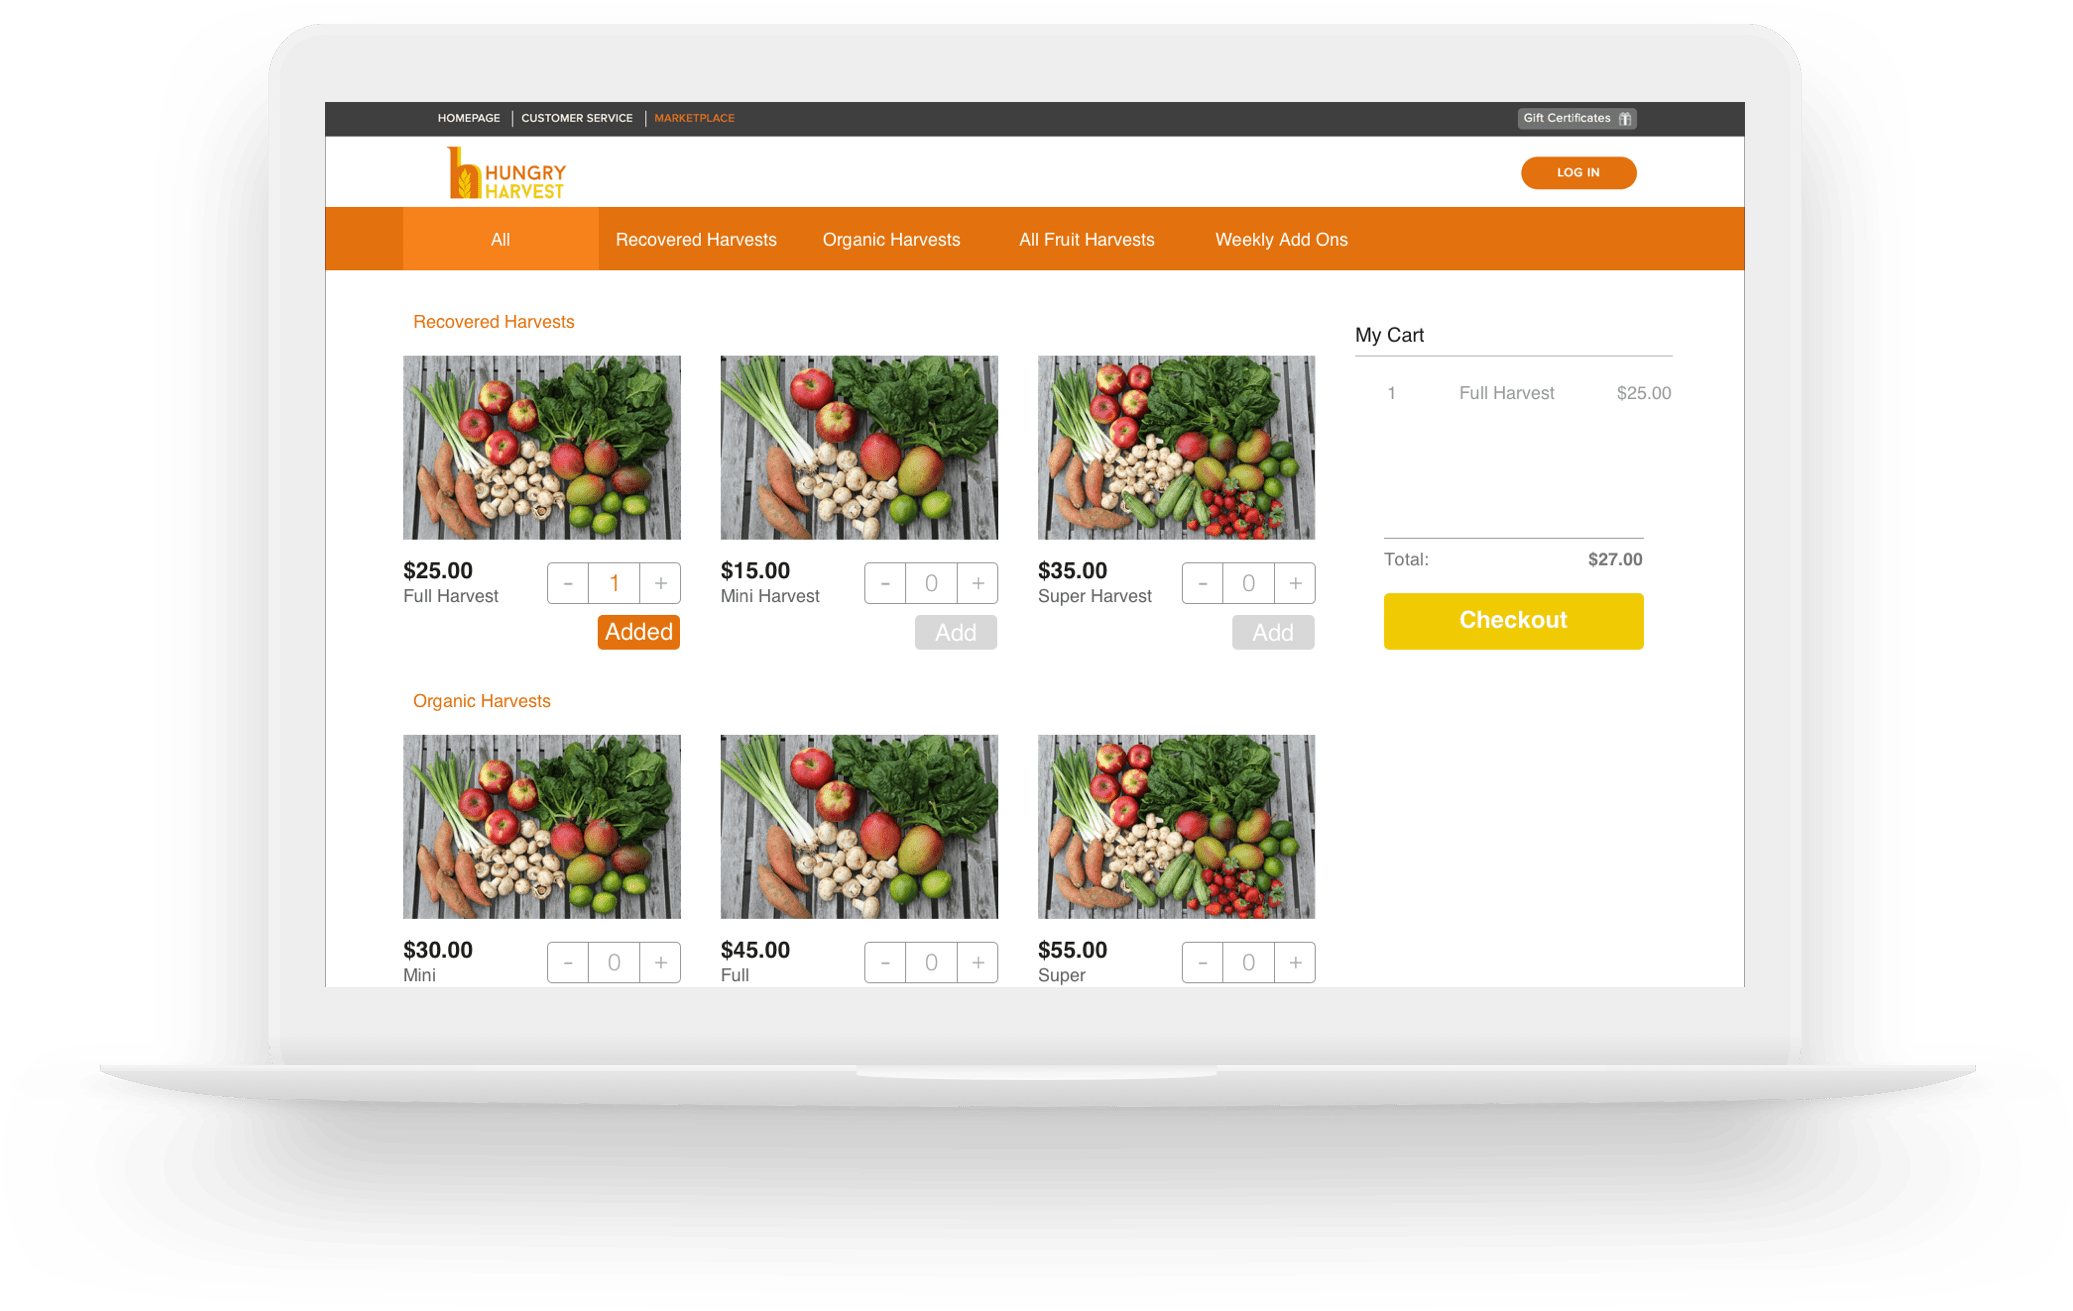 HOMEPAGE CUSTOMER SERVICE MARKETPLACE Gift Certificates
HUNGRY
HARVEST
LOG IN
All Recovered Harvests Organic Harvests All Fruit Harvests Weekly Add Ons
Recovered Harvests
My Cart
1 Full Harvest $25.00
$25.00 - 1 +
Full Harvest
Added
$15.00 - 0 +
Mini Harvest
Add
$35.00 - 0 +
Super Harvest
Add
Total: $27.00
Checkout
Organic Harvests
$30.00 - 0 +
Mini
$45.00 - 0 +
Full
$55.00 - 0 +
Super